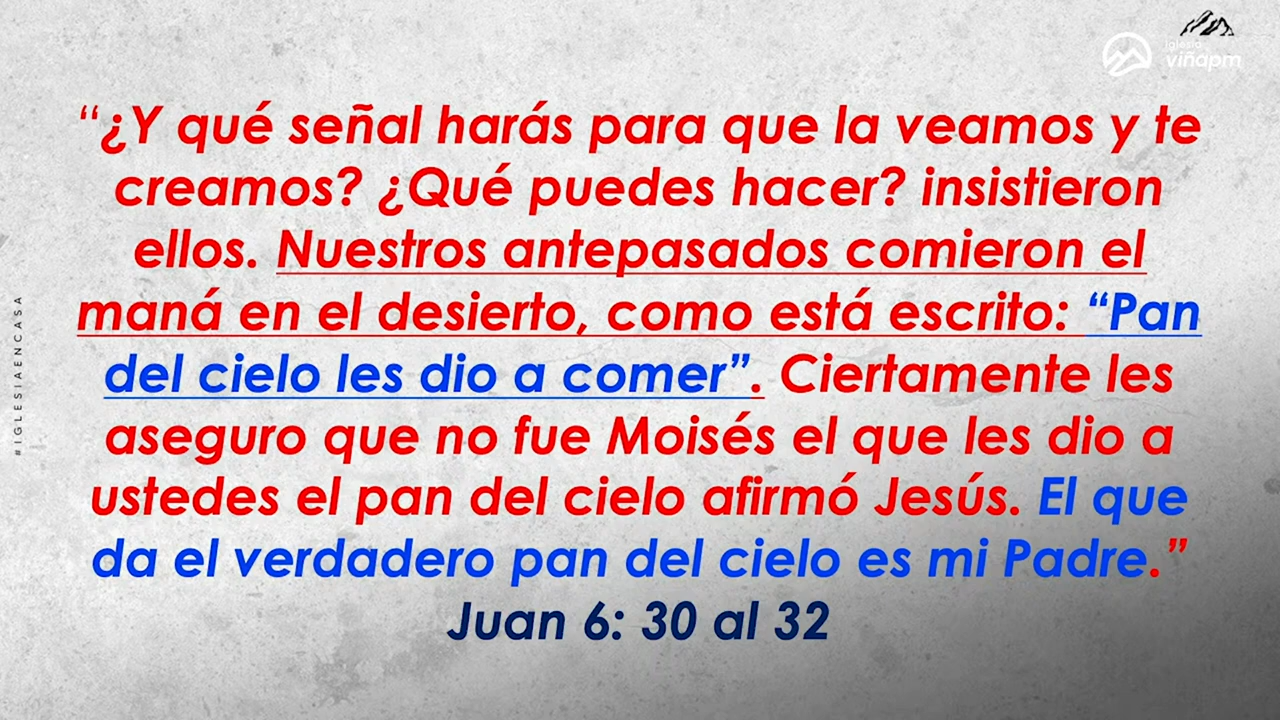 iglesia
viñapm
“¿Y qué señal harás para que la veamos y te
creamos? ¿Qué puedes hacer? insistieron
ellos. Nuestros antepasados comieron el
maná en el desierto, como está escrito: “Pan
del cielo les dio a comer”. Ciertamente les
aseguro que no fue Moisés el que les dio a
ustedes el pan del cielo afirmó Jesús. El que
da el verdadero pan del cielo es mi Padre.”
Juan 6: 30 al 32
#IGLESIAENCASA